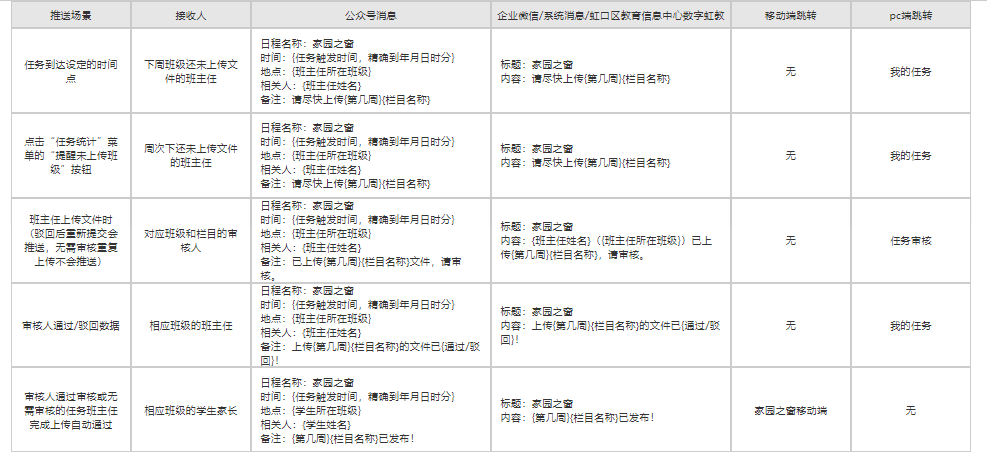 推送场景
接收人
公众号消息
企业微信/系统消息/虹口区教育信息中心数字虹教
移动端跳转
pc端跳转
任务到达设定的时间
点
下周班级还未上传文
件的班主任
日程名称：家园之窗
时间：{任务触发时间，精确到年月日时分}
地点：{班主任所在班级}
相关人：{班主任姓名}
备注：请尽快上传{第几周}{栏目名称}
标题：家园之窗
内容：请尽快上传{第几周}{栏目名称}
无
我的任务
点击“任务统计”菜
单的“提醒未上传班
级”按钮
周次下还未上传文件
的班主任
日程名称：家园之窗
时间：{任务触发时间，精确到年月日时分}
地点：{班主任所在班级}
相关人：{班主任姓名}
备注：请尽快上传{第几周}{栏目名称}
标题：家园之窗
内容：请尽快上传{第几周}{栏目名称}
无
我的任务
班主任上传文件时
（驳回后重新提交会
推送，无需审核重复
上传不会推送）
对应班级和栏目的审
核人
日程名称：家园之窗
时间：{任务触发时间，精确到年月日时分}
地点：{班主任所在班级}
相关人：{班主任姓名}
备注：已上传{第几周}{栏目名称}文件，请审
核。
标题：家园之窗
内容：{班主任姓名}（{班主任所在班级}）已上
传{第几周}{栏目名称}，请审核。
无
任务审核
审核人通过/驳回数据
相应班级的班主任
日程名称：家园之窗
时间：{任务触发时间，精确到年月日时分}
地点：{班主任所在班级}
相关人：{班主任姓名}
备注：上传{第几周}{栏目名称}的文件已{通过/驳
回}！
标题：家园之窗
内容：上传{第几周}{栏目名称}的文件已{通过/驳
回}！
无
我的任务
审核人通过审核或无
需审核的任务班主任
完成上传自动通过
相应班级的学生家长
日程名称：家园之窗
时间：{任务触发时间，精确到年月日时分}
地点：{学生所在班级}
相关人：{学生姓名}
备注：{第几周}{栏目名称}已发布！
标题：家园之窗
内容：{第几周}{栏目名称}已发布！
家园之窗移动端
无